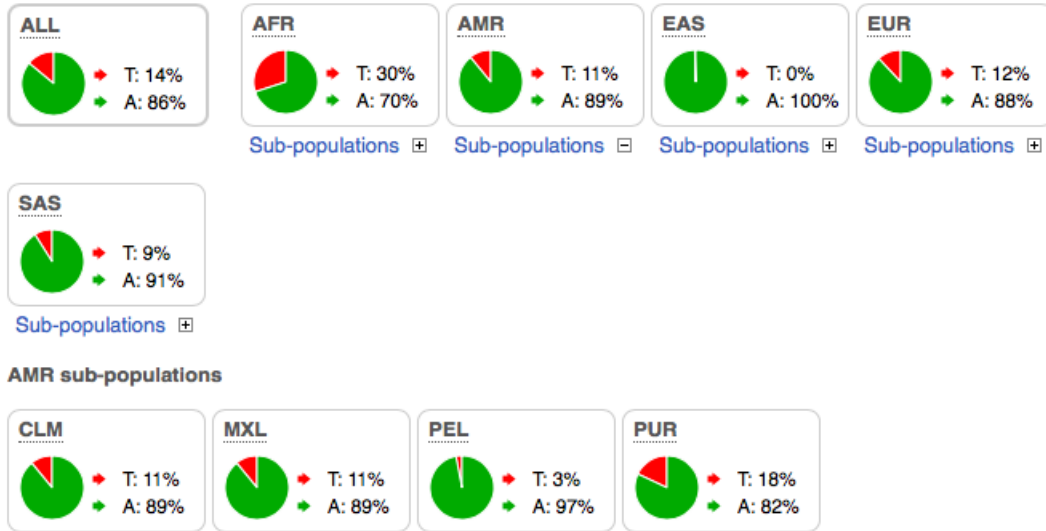 ALL
T: 14%
A: 86%
AFR
T: 30%
A: 70%
Sub-populations
AMR
T: 11%
A: 89%
Sub-populations
EAS
T: 0%
A: 100%
Sub-populations
EUR
T: 12%
A: 88%
Sub-populations
SAS
T: 9%
A: 91%
Sub-populations
AMR sub-populations
CLM
T: 11%
A: 89%
MXL
T: 11%
A: 89%
PEL
T: 3%
A: 97%
PUR
T: 18%
A: 82%